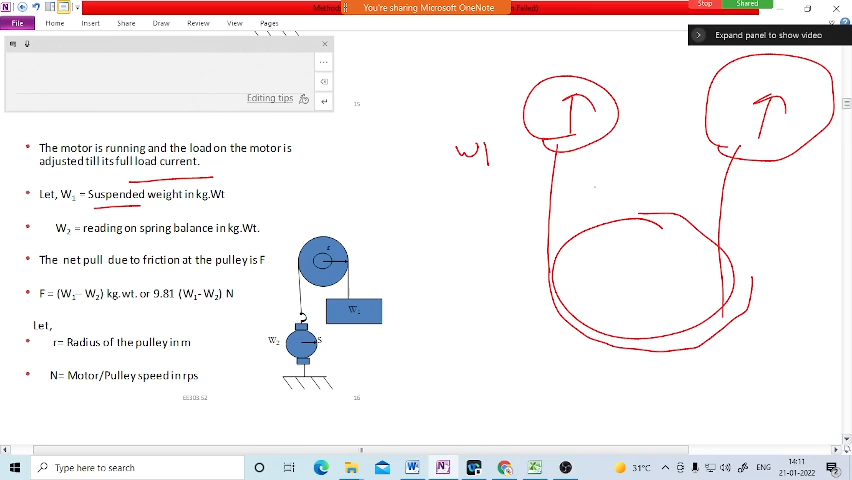 You're sharing OneNote
Stop
Shared
File
Home
Insert
Draw
History
Review
View
Pages
Expand panel to show video
Editing tips
15
The motor is running and the load on the motor is
adjusted till its full load current.
Let, W1 = Suspended weight in kg.Wt
W2 = reading on spring balance in kg.Wt.
The net pull due to friction at the pulley is F
F = (W1– W2) kg.wt. or 9.81 (W1- W2) N
Let,
r= Radius of the pulley in m
N= Motor/Pulley speed in rps
r
W1
W2
S
EE303.52
16
W1
Type here to search
31°C
ENG
14:11
21-01-2022